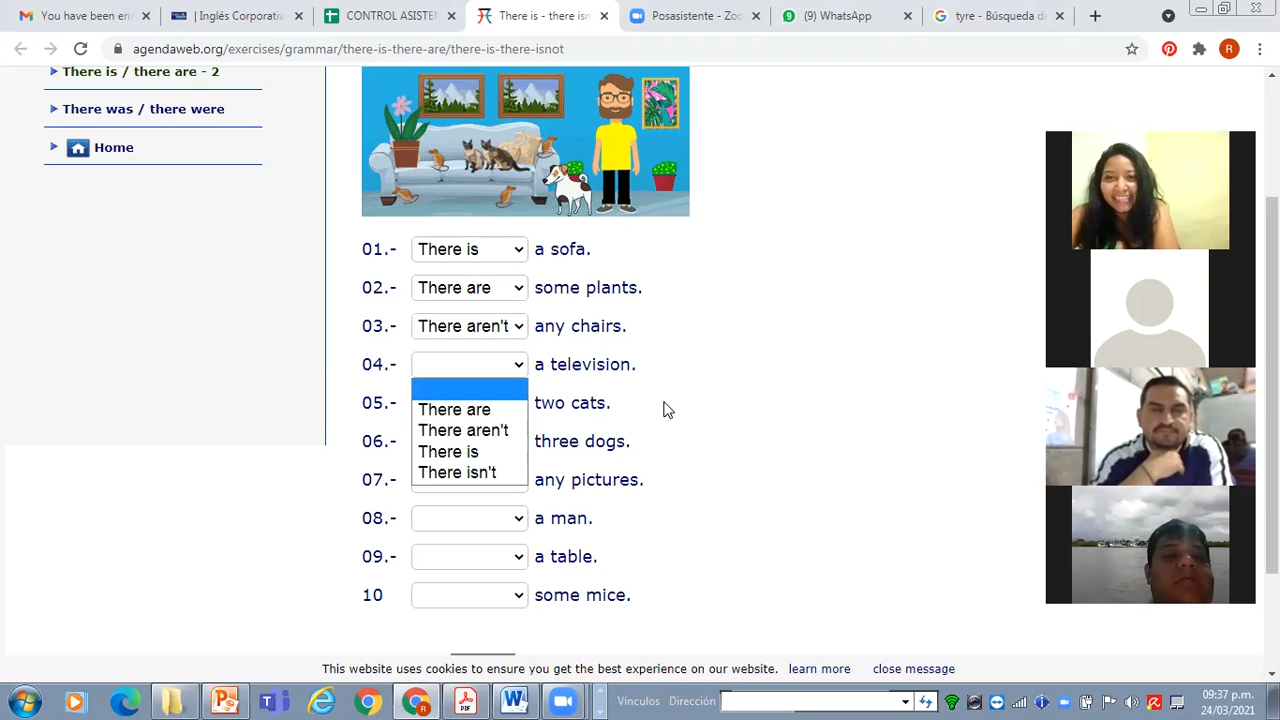 You have been en
Inglés Corporativ
CONTROL ASISTE
There is - there isn
Posasistente - Zoo
(9) WhatsApp
tyre - Búsqueda de
agendaweb.org/exercises/grammar/there-is-there-are/there-is-there-isnot
R
There is / there are - 2
There was / there were
Home
01.- There is a sofa.
02.- There are some plants.
03.- There aren't any chairs.
04.- a television.
There are
There aren't
There is
There isn't
05.- two cats.
06.- three dogs.
07.- any pictures.
08.- a man.
09.- a table.
10 some mice.
This website uses cookies to ensure you get the best experience on our website. learn more close message
Vínculos Dirección
09:37 p.m.
24/03/2021